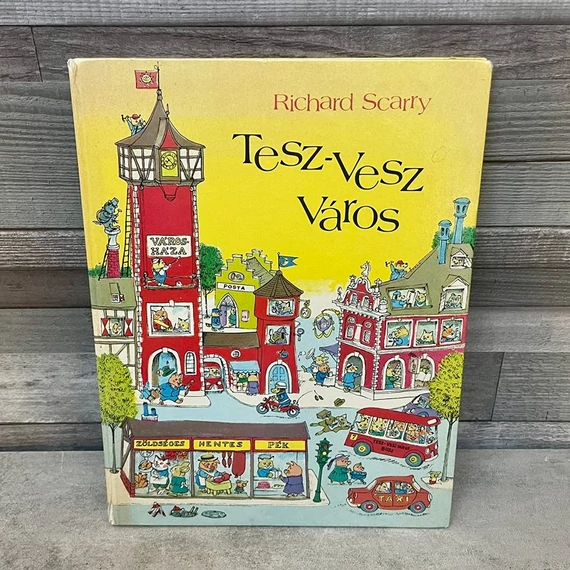 Richard Scarry
Tesz-Vesz
Város
VÁROS-
HÁZA
POSTA
ZÖLDSÉGES
HENTES
PÉK
TAXI